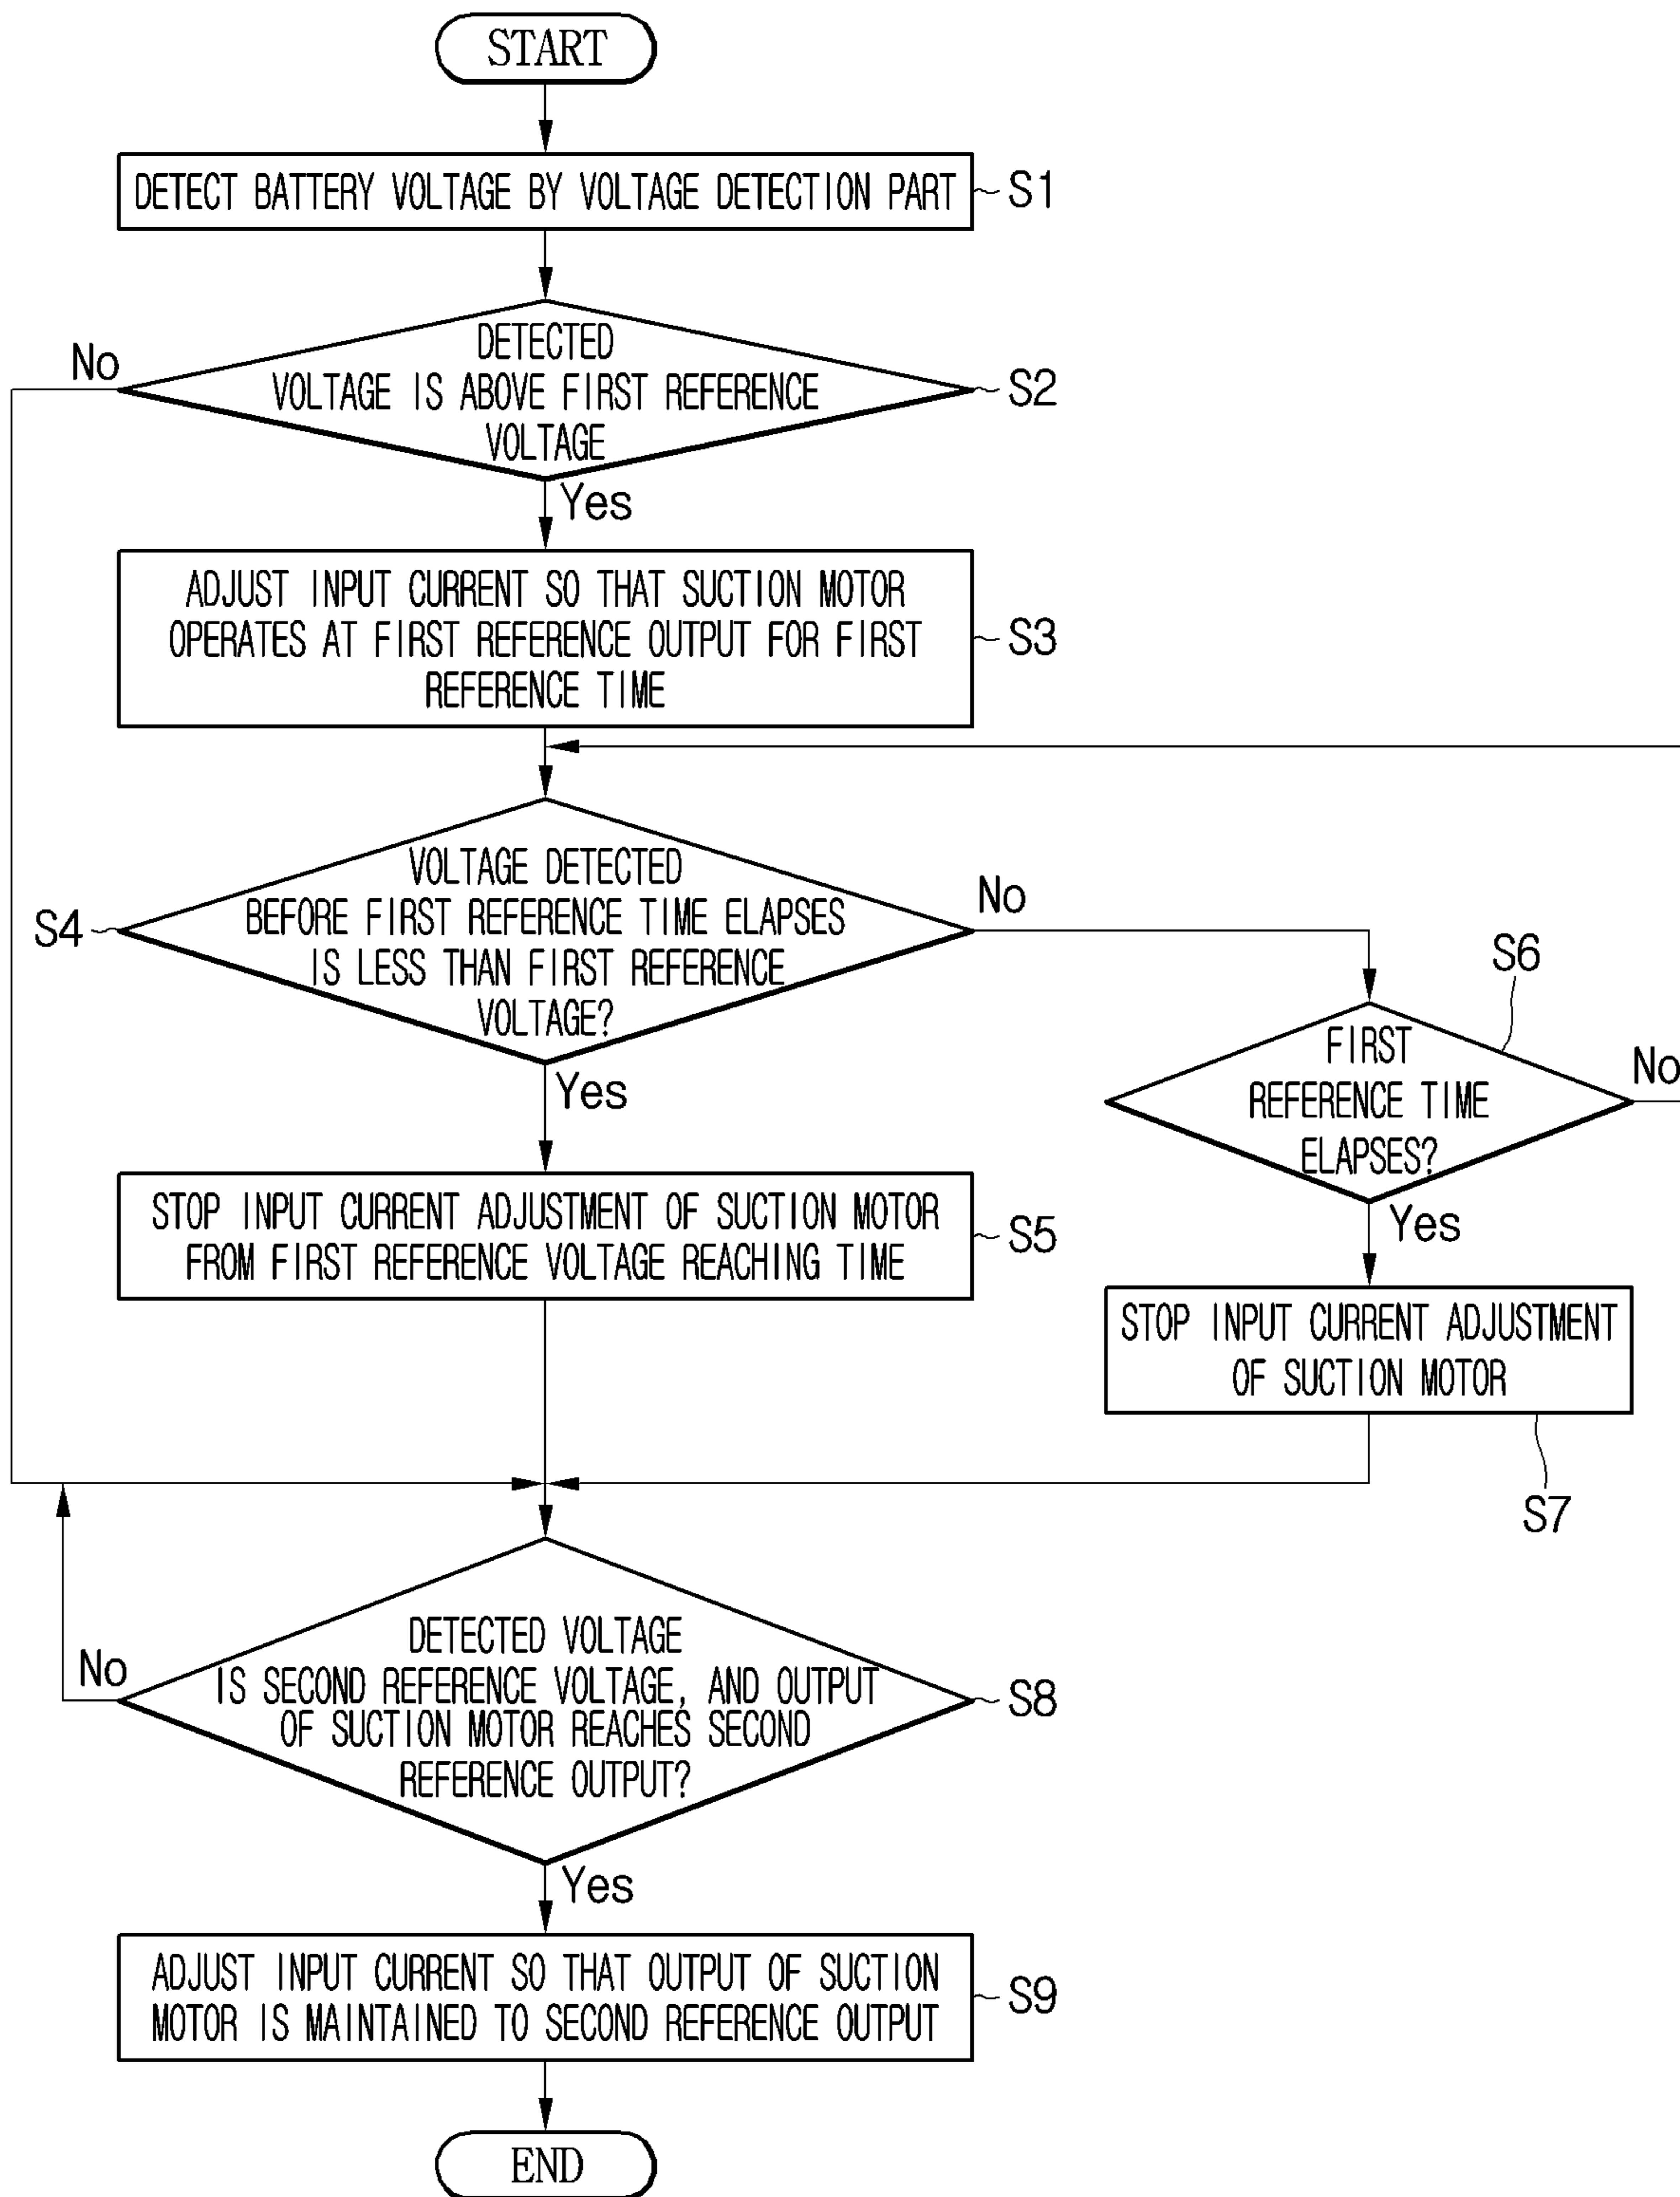 START
DETECT BATTERY VOLTAGE BY VOLTAGE DETECTION PART
S1
DETECTED
VOLTAGE IS ABOVE FIRST REFERENCE
VOLTAGE
S2
No
Yes
ADJUST INPUT CURRENT SO THAT SUCTION MOTOR
OPERATES AT FIRST REFERENCE OUTPUT FOR FIRST
REFERENCE TIME
S3
VOLTAGE DETECTED
BEFORE FIRST REFERENCE TIME ELAPSES
IS LESS THAN FIRST REFERENCE
VOLTAGE?
S4
No
Yes
S6
FIRST
REFERENCE TIME
ELAPSES?
No
Yes
STOP INPUT CURRENT ADJUSTMENT OF SUCTION MOTOR
FROM FIRST REFERENCE VOLTAGE REACHING TIME
S5
STOP INPUT CURRENT ADJUSTMENT
OF SUCTION MOTOR
S7
DETECTED VOLTAGE
IS SECOND REFERENCE VOLTAGE, AND OUTPUT
OF SUCTION MOTOR REACHES SECOND
REFERENCE OUTPUT?
S8
No
Yes
ADJUST INPUT CURRENT SO THAT OUTPUT OF SUCTION
MOTOR IS MAINTAINED TO SECOND REFERENCE OUTPUT
S9
END